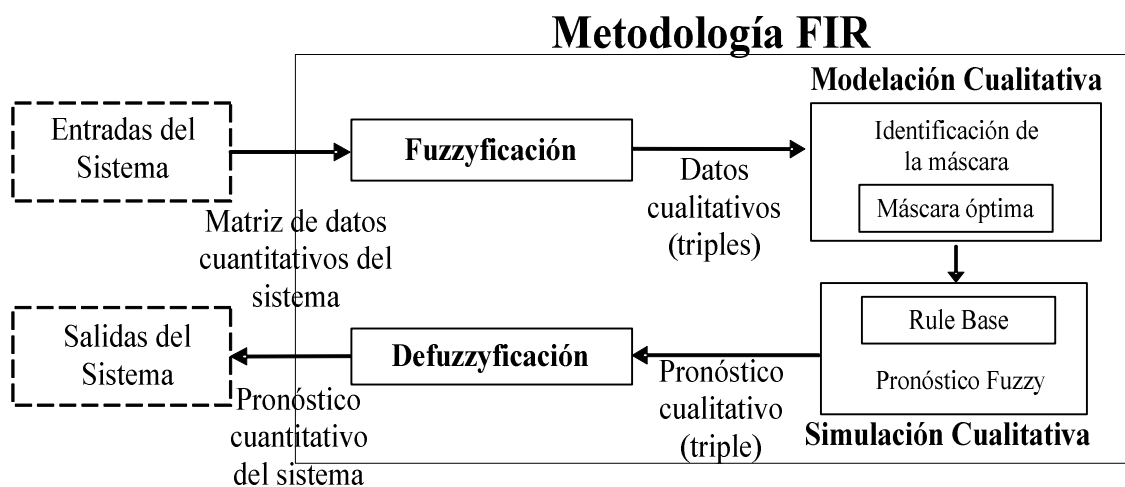 Metodología FIR
Modelación Cualitativa
Entradas del
Sistema
Fuzzyficación
Identificación de
la máscara
Máscara óptima
Datos
cualitativos
(triples)
Matriz de datos
cuantitativos del
sistema
Salidas del
Sistema
Defuzzyficación
Rule Base
Pronóstico Fuzzy
Pronóstico
cualitativo
(triple)
Pronóstico
cuantitativo
del sistema
Simulación Cualitativa